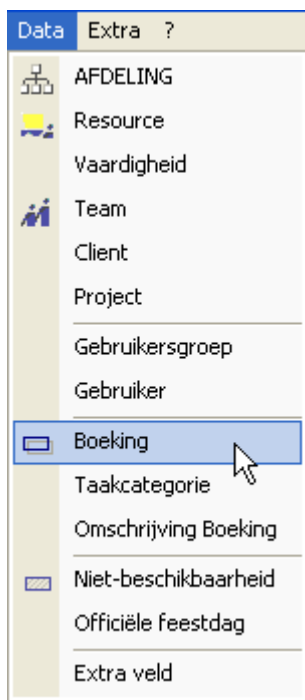 Data Extra ?
AFDELING
Resource
Vaardigheid
Team
Client
Project
Gebruikersgroep
Gebruiker
Boeking
Taakcategorie
Omschrijving Boeking
Niet-beschikbaarheid
Officiële feestdag
Extra veld